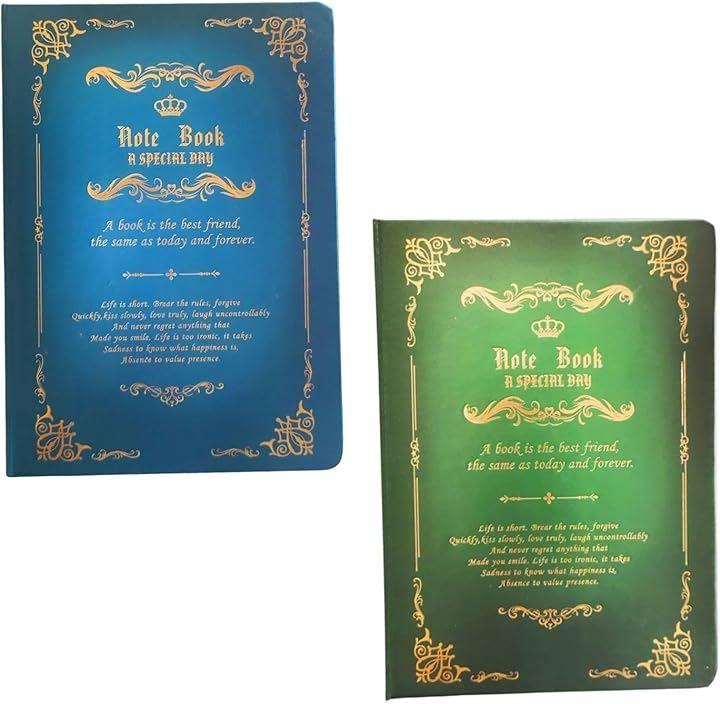 Note Book
A SPECIAL DAY
A book is the best friend,
the same as today and forever.
Life is short. Brear the rules, forgive
Quickly,kiss slowly, love truly, laugh uncontrollably
And never regret anything that
Made you smile. Life is too ironic, it takes
Sadness to know what happiness is,
Absence to value presence.
Note Book
A SPECIAL DAY
A book is the best friend,
the same as today and forever.
Life is short. Brear the rules, forgive
Quickly,kiss slowly, love truly, laugh uncontrollably
And never regret anything that
Made you smile. Life is too ironic, it takes
Sadness to know what happiness is,
Absence to value presence.